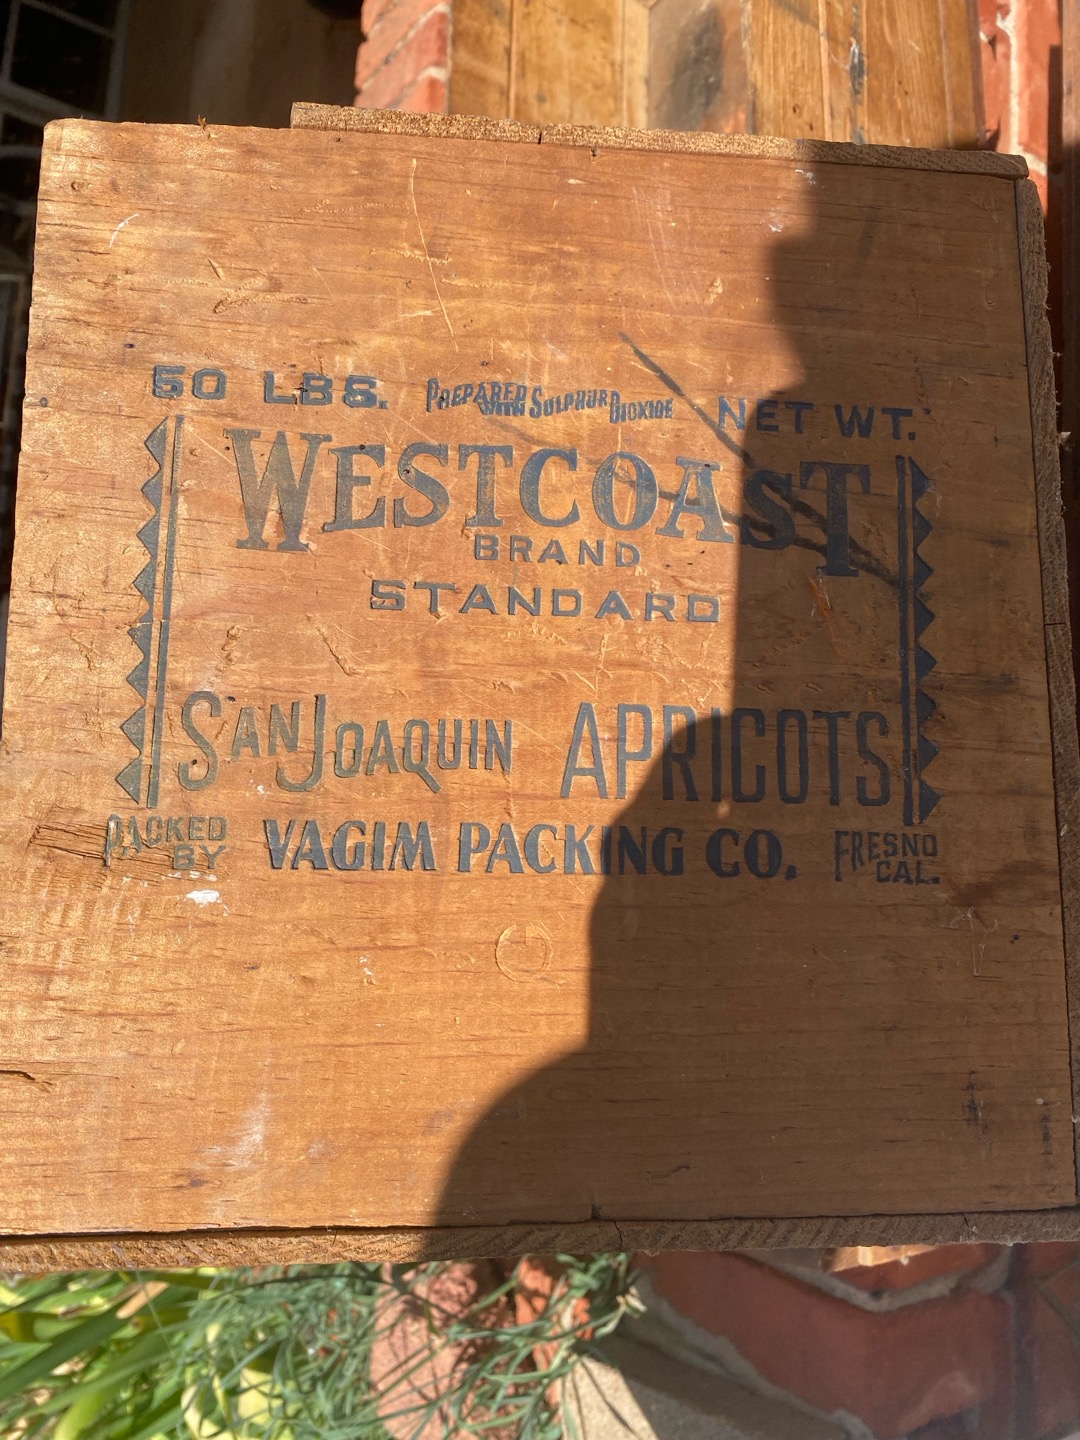 50 LBS. PREPARED WITH SULPHUR DIOXIDE NET WT.
WESTCOAST
BRAND
STANDARD
SAN JOAQUIN APRICOTS
PACKED BY VAGIM PACKING CO. FRESNO CAL.